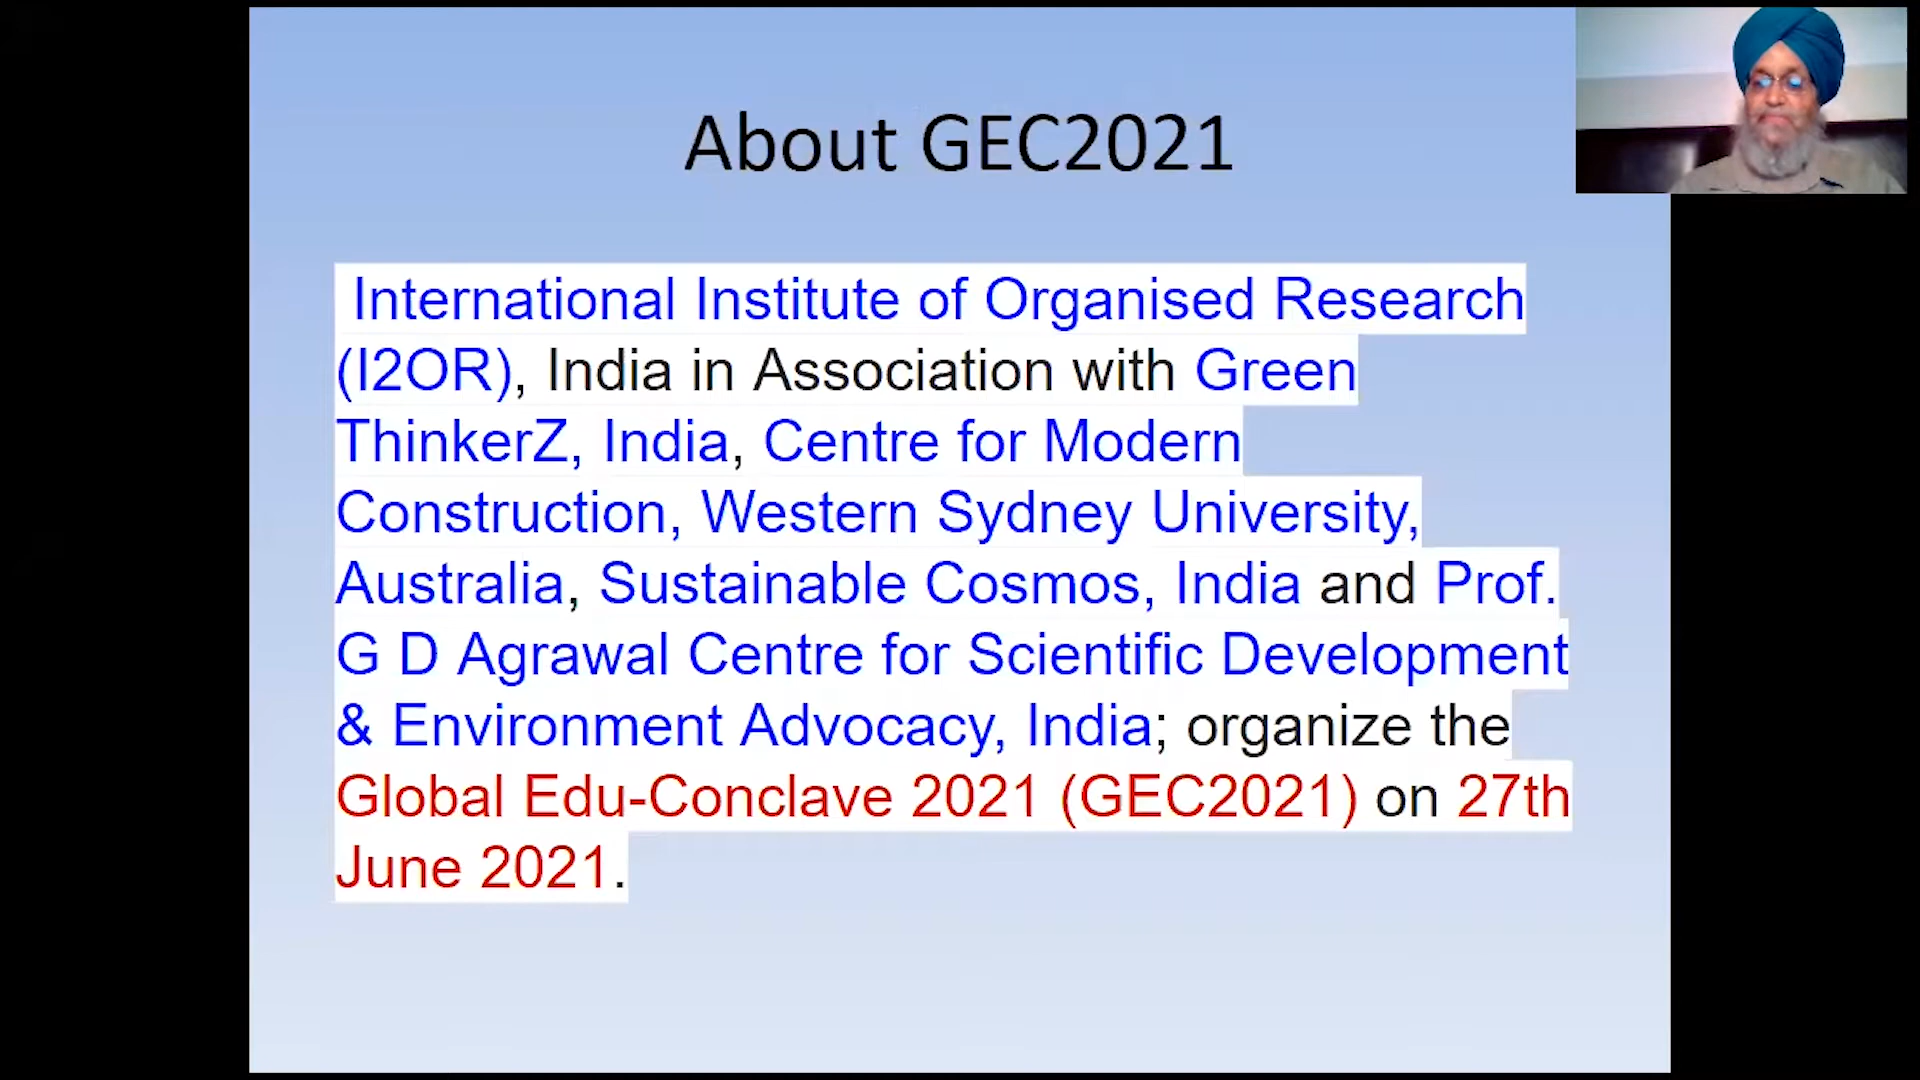 About GEC2021
International Institute of Organised Research
(I2OR), India in Association with Green
ThinkerZ, India, Centre for Modern
Construction, Western Sydney University,
Australia, Sustainable Cosmos, India and Prof.
G D Agrawal Centre for Scientific Development
& Environment Advocacy, India; organize the
Global Edu-Conclave 2021 (GEC2021) on 27th
June 2021.